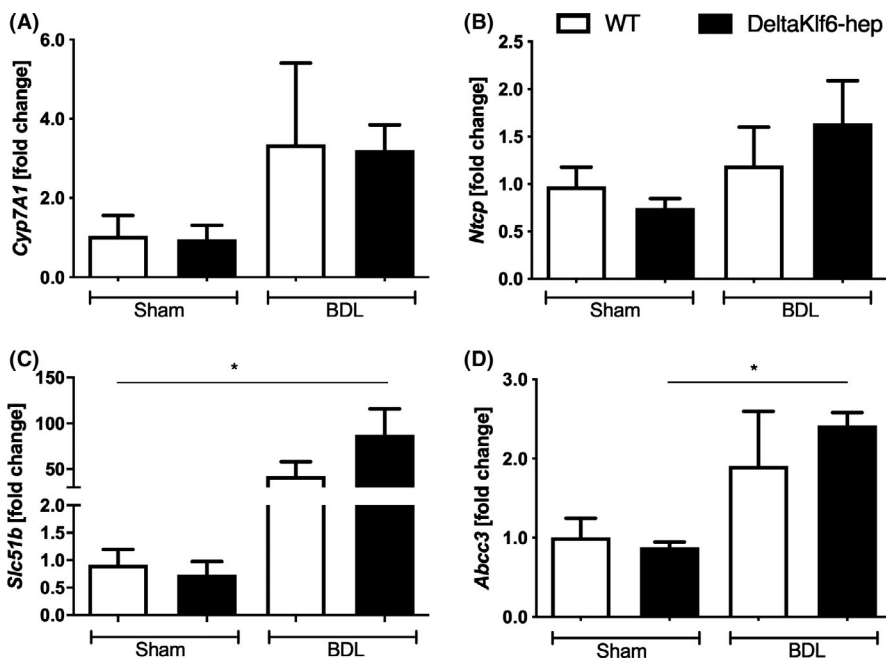 (A)
Cyp7A1 [fold change]
6.0
4.0
2.0
0.0
Sham
BDL
(B)
WT
DeltaKlf6-hep
Ntcp [fold change]
2.5
2.0
1.5
1.0
0.5
0.0
Sham
BDL
(C)
Slc51b [fold change]
150
100
50
2.0
1.5
1.0
0.5
0.0
*
Sham
BDL
(D)
Abcc3 [fold change]
3.0
2.0
1.0
0.0
*
Sham
BDL